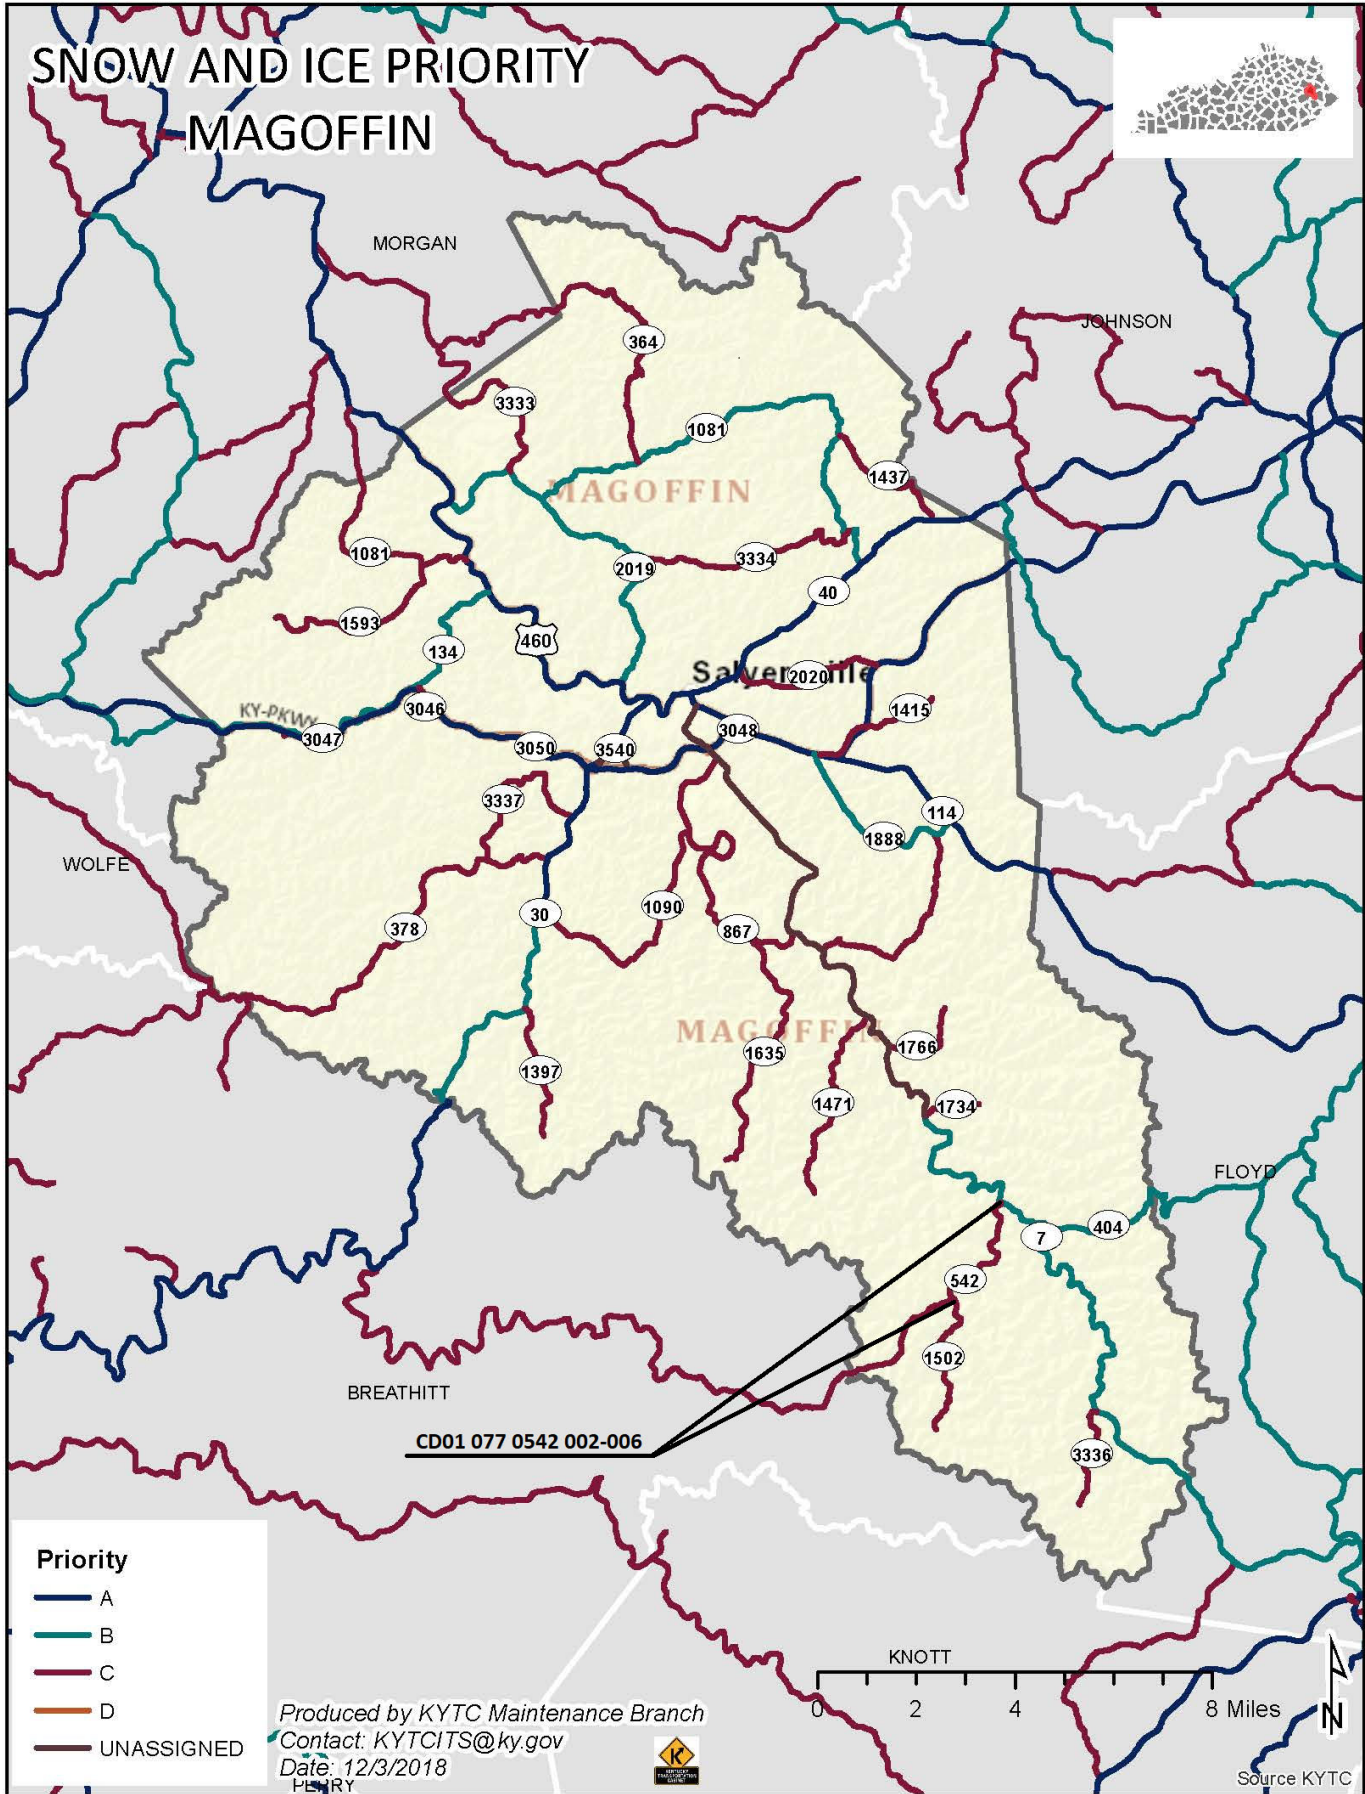 SNOW AND ICE PRIORITY
MAGOFFIN
MORGAN
JOHNSON
364
3333
1081
1437
MAGOFFIN
1081
2019
3334
40
1593
134
460
Salyersville
2020
3046
1415
KY-PKWY
3047
3050
3540
3048
3337
114
1888
WOLFE
378
30
1090
867
MAGOFFIN
1635
1766
1397
1471
1734
FLOYD
404
7
542
1502
BREATHITT
CD01 077 0542 002-006
3336
Priority
A
B
C
D
UNASSIGNED
KNOTT
0 2 4 8 Miles
N
Produced by KYTC Maintenance Branch
Contact: KYTCITS@ky.gov
Date: 12/3/2018
PERRY
KENTUCKY
TRANSPORTATION
CABINET
Source KYTC